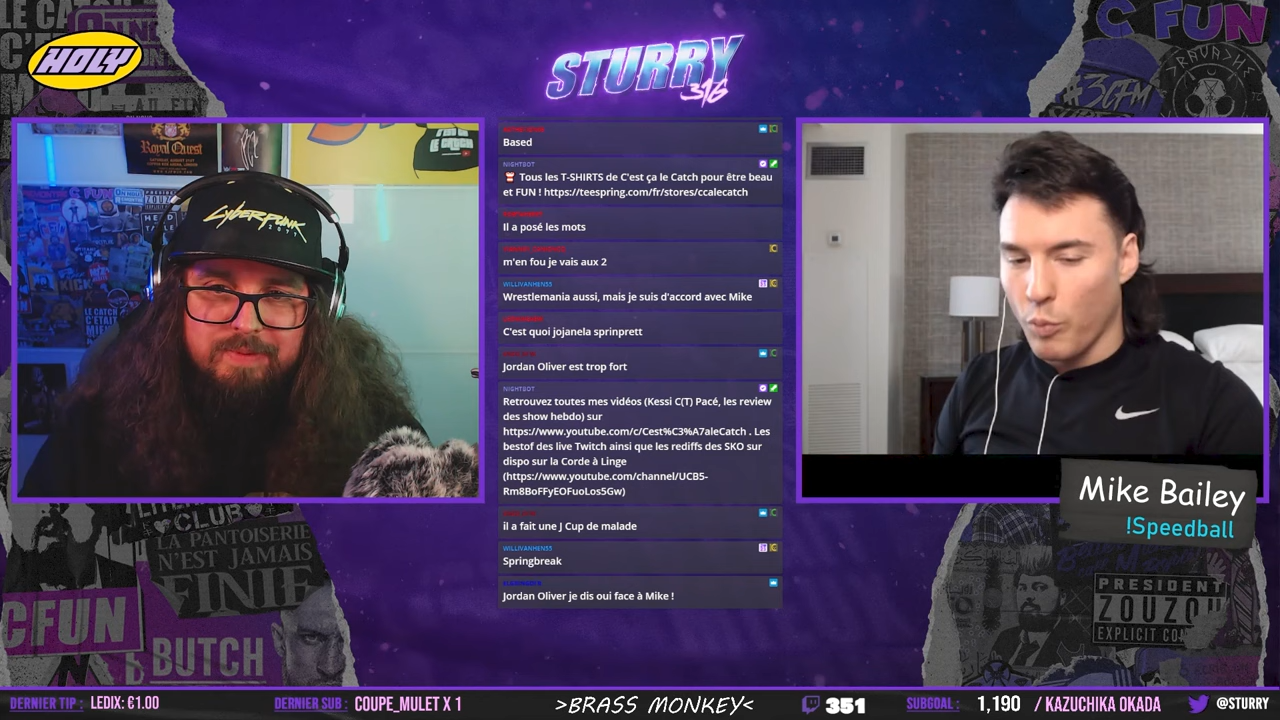 HOLY
STURRY
316
C FUN
#3CFM
Royal Quest
CYBERPUNK
2077
Based
NIGHTBOT
Tous les T-SHIRTS de C'est ça le Catch pour être beau
et FUN ! https://teespring.com/fr/stores/ccalecatch
Il a posé les mots
m'en fou je vais aux 2
WILLIVANHEN55
Wrestlemania aussi, mais je suis d'accord avec Mike
C'est quoi jojanela sprinprett
Jordan Oliver est trop fort
NIGHTBOT
Retrouvez toutes mes vidéos (Kessi C(T) Pacé, les review
des show hebdo) sur
https://www.youtube.com/c/Cest%C3%A7aleCatch . Les
bestof des live Twitch ainsi que les rediffs des SKO sur
dispo sur la Corde à Linge
(https://www.youtube.com/channel/UCB5-
Rm8BoFFyEOFuoLos5Gw)
il a fait une J Cup de malade
WILLIVANHEN55
Springbreak
Jordan Oliver je dis oui face à Mike !
Mike Bailey
!Speedball
CLUB
LA PANTOISERIE
N'EST JAMAIS
FINIE
CFUN
BUTCH
PRESIDENT
ZOUZOU
EXPLICIT
DERNIER TIP : LEDIX: €1.00
DERNIER SUB : COUPE_MULET X 1
>BRASS MONKEY<
351
SUBGOAL : 1,190 / KAZUCHIKA OKADA
@STURRY